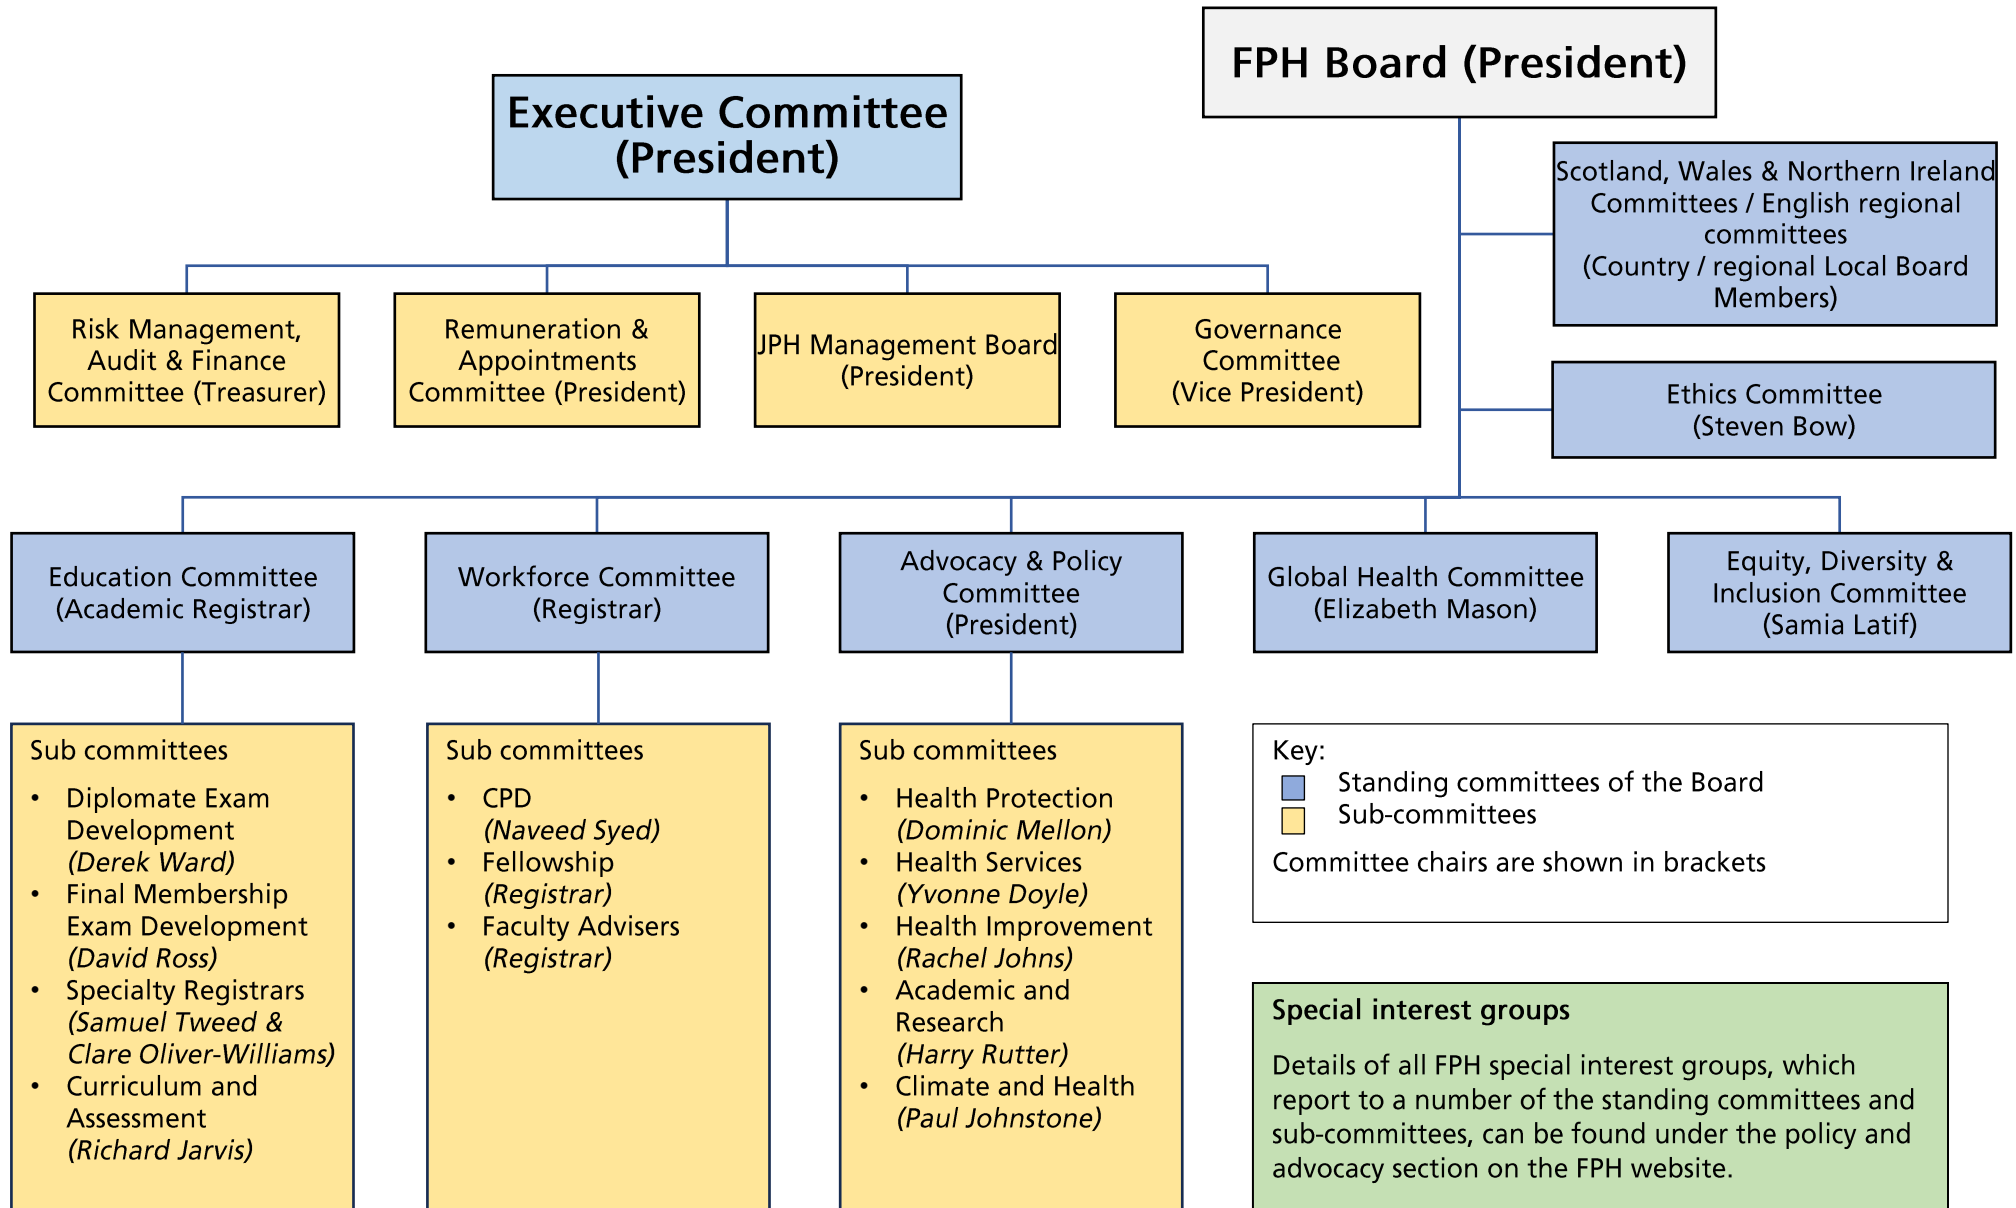 FPH Board (President)
Executive Committee
(President)
Scotland, Wales & Northern Ireland
Committees / English regional
committees
(Country / regional Local Board
Members)
Risk Management,
Audit & Finance
Committee (Treasurer)
Remuneration &
Appointments
Committee (President)
JPH Management Board
(President)
Governance
Committee
(Vice President)
Ethics Committee
(Steven Bow)
Education Committee
(Academic Registrar)
Workforce Committee
(Registrar)
Advocacy & Policy
Committee
(President)
Global Health Committee
(Elizabeth Mason)
Equity, Diversity &
Inclusion Committee
(Samia Latif)
Sub committees
• Diplomate Exam
Development
(Derek Ward)
• Final Membership
Exam Development
(David Ross)
• Specialty Registrars
(Samuel Tweed &
Clare Oliver-Williams)
• Curriculum and
Assessment
(Richard Jarvis)
Sub committees
• CPD
(Naveed Syed)
• Fellowship
(Registrar)
• Faculty Advisers
(Registrar)
Sub committees
• Health Protection
(Dominic Mellon)
• Health Services
(Yvonne Doyle)
• Health Improvement
(Rachel Johns)
• Academic and
Research
(Harry Rutter)
• Climate and Health
(Paul Johnstone)
Key:
Standing committees of the Board
Sub-committees
Committee chairs are shown in brackets
Special interest groups
Details of all FPH special interest groups, which
report to a number of the standing committees and
sub-committees, can be found under the policy and
advocacy section on the FPH website.